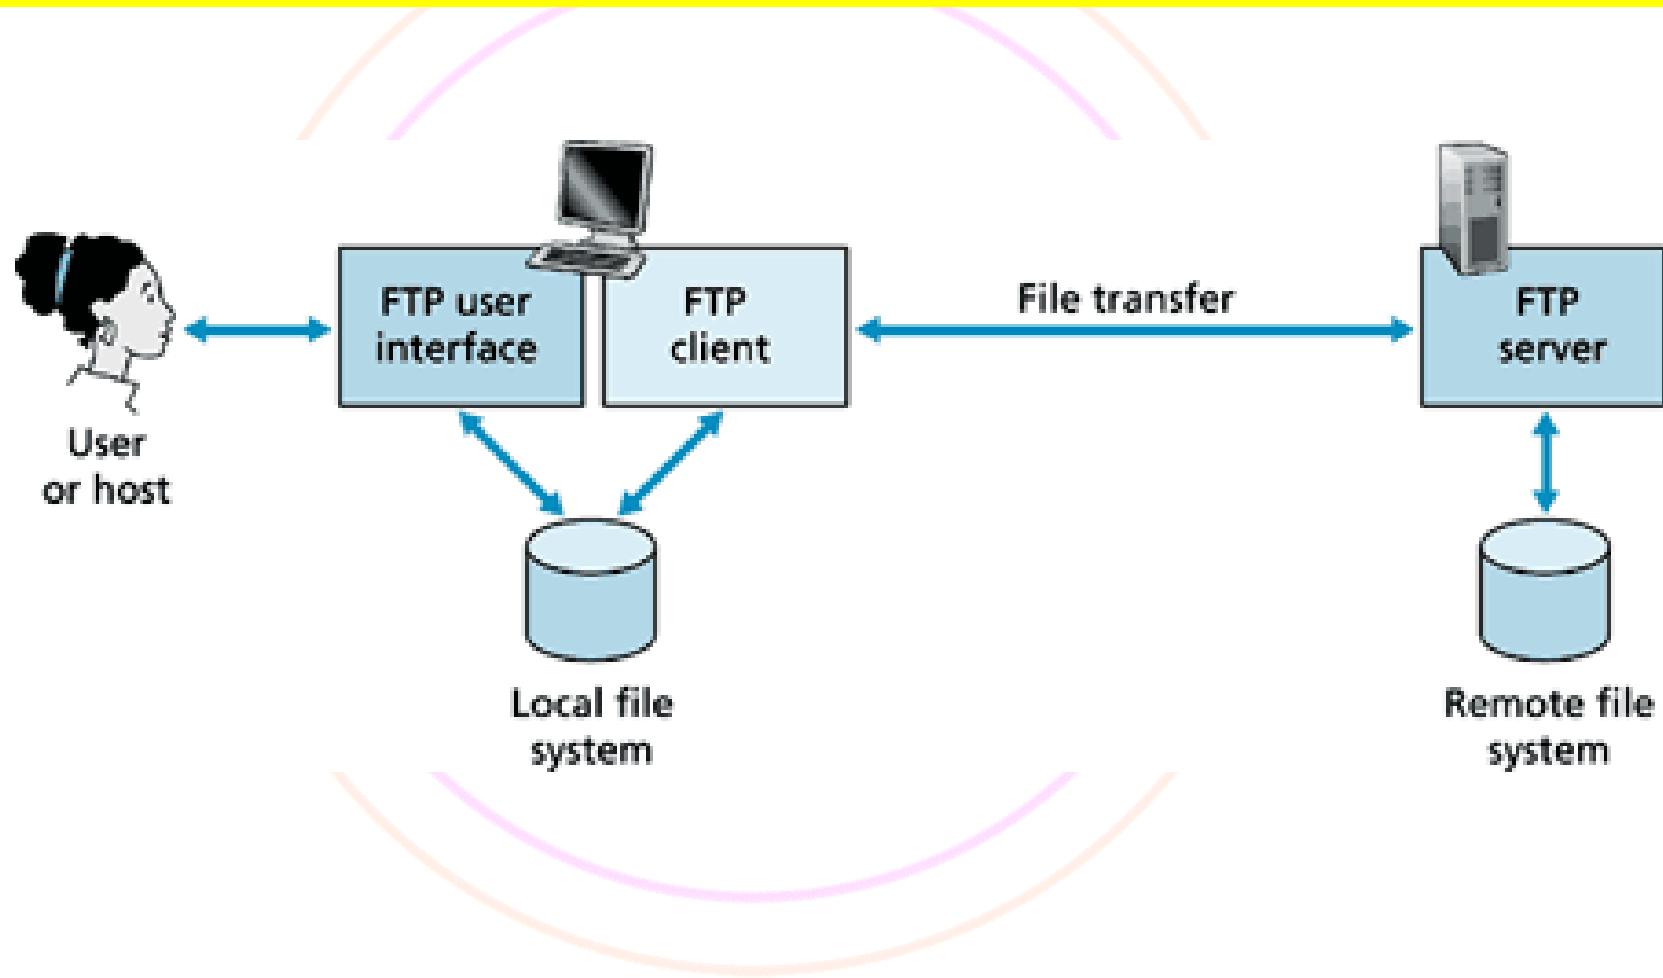 FTP user
interface
FTP
client
File transfer
FTP
server
User
or host
Local file
system
Remote file
system